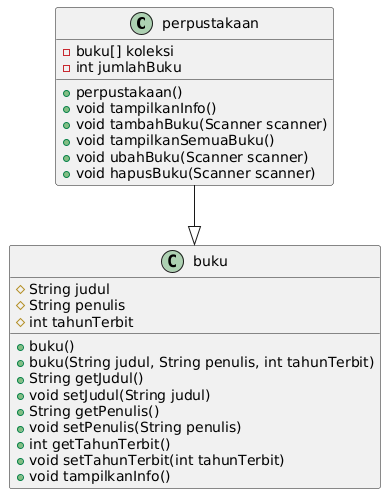 C perpustakaan
buku[] koleksi
int jumlahBuku
perpustakaan()
void tampilkanInfo()
void tambahBuku(Scanner scanner)
void tampilkanSemuaBuku()
void ubahBuku(Scanner scanner)
void hapusBuku(Scanner scanner)
C buku
String judul
String penulis
int tahunTerbit
buku()
buku(String judul, String penulis, int tahunTerbit)
String getJudul()
void setJudul(String judul)
String getPenulis()
void setPenulis(String penulis)
int getTahunTerbit()
void setTahunTerbit(int tahunTerbit)
void tampilkanInfo()